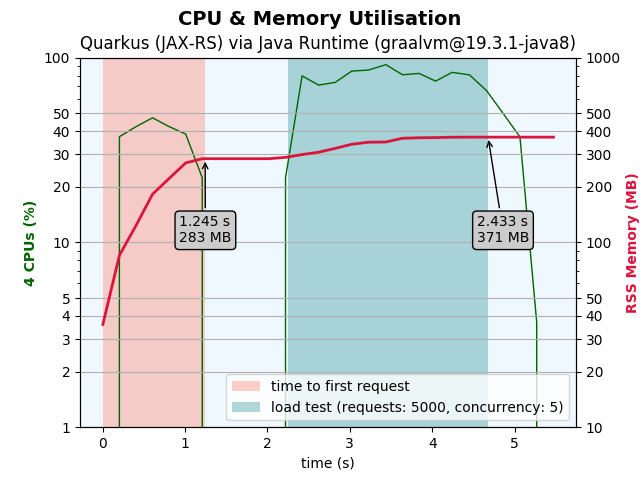 CPU & Memory Utilisation
Quarkus (JAX-RS) via Java Runtime (graalvm@19.3.1-java8)
100
50
40
30
20
10
5
4
3
2
1
4 CPUs (%)
1.245 s
283 MB
2.433 s
371 MB
time to first request
load test (requests: 5000, concurrency: 5)
1000
500
400
300
200
100
50
40
30
20
10
RSS Memory (MB)
0 1 2 3 4 5
time (s)